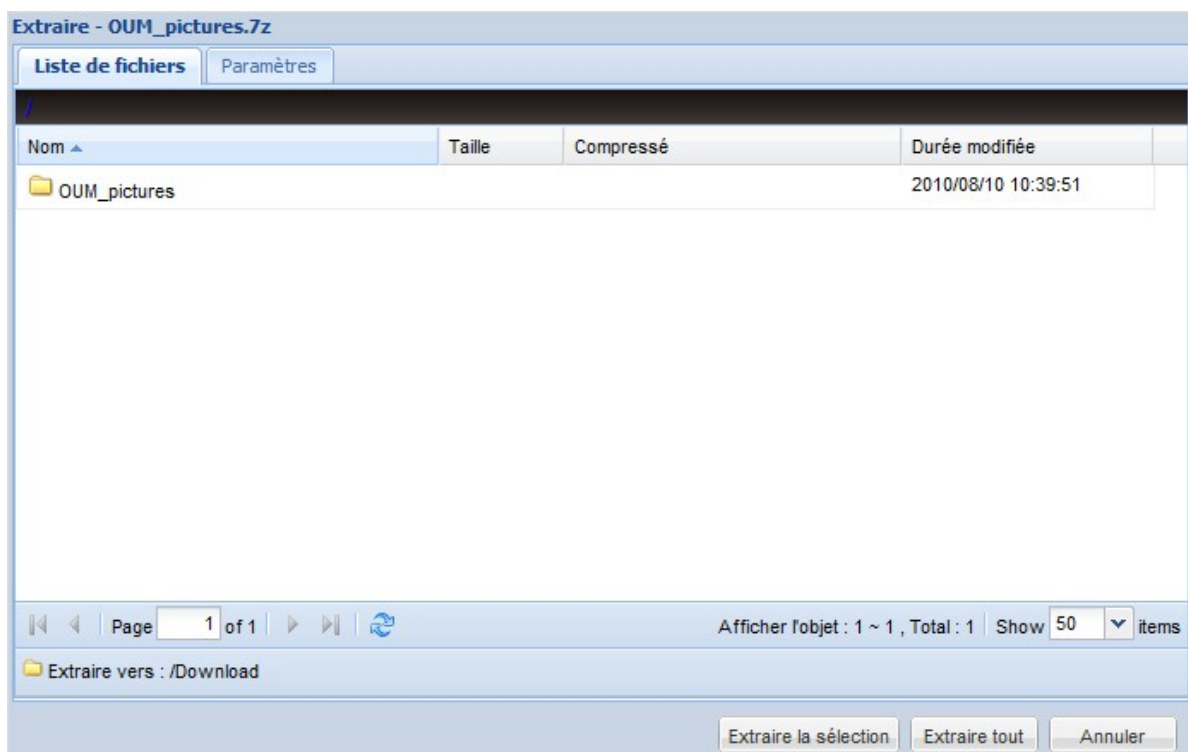 Extraire - OUM_pictures.7z
Liste de fichiers Paramètres
/
Nom Taille Compressé Durée modifiée
OUM_pictures 2010/08/10 10:39:51
Page 1 of 1 Afficher l'objet : 1 ~ 1 , Total : 1 Show 50 items
Extraire vers : /Download
Extraire la sélection Extraire tout Annuler